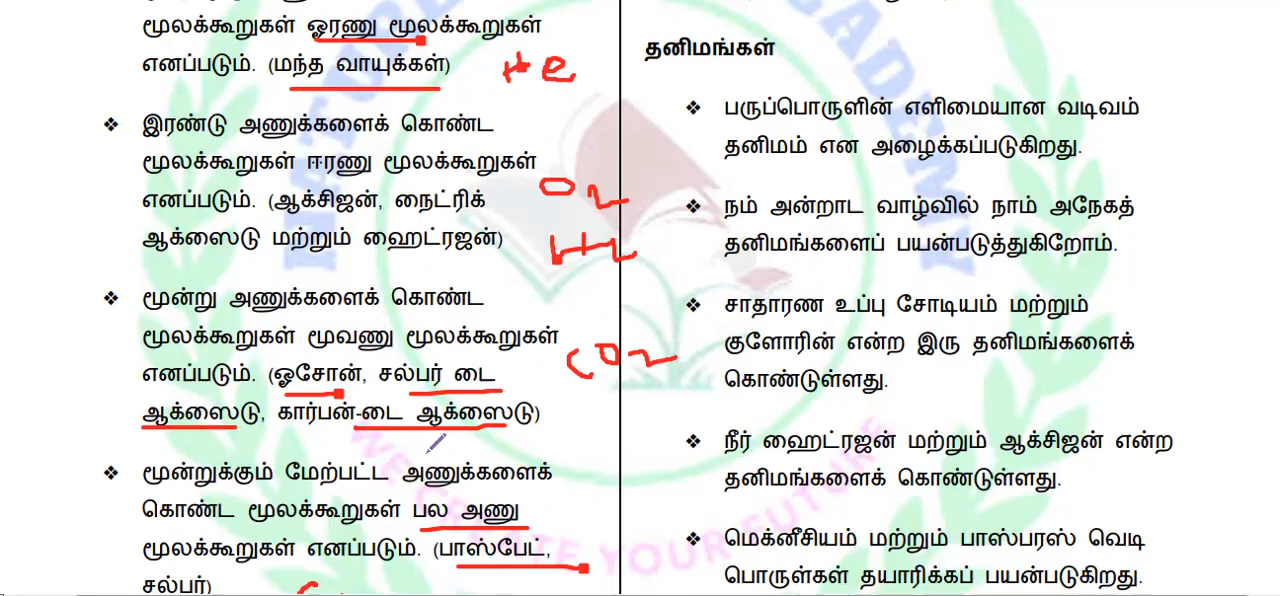 மூலக்கூறுகள் ஓரணு மூலக்கூறுகள்
எனப்படும். (மந்த வாயுக்கள்)
He
❖ இரண்டு அணுக்களைக் கொண்ட
மூலக்கூறுகள் ஈரணு மூலக்கூறுகள்
எனப்படும். (ஆக்சிஜன், நைட்ரிக்
ஆக்ஸைடு மற்றும் ஹைட்ரஜன்)
O2
H2
❖ மூன்று அணுக்களைக் கொண்ட
மூலக்கூறுகள் மூவணு மூலக்கூறுகள்
எனப்படும். (ஓசோன், சல்பர் டை
ஆக்ஸைடு, கார்பன்-டை ஆக்ஸைடு)
CO2
❖ மூன்றுக்கும் மேற்பட்ட அணுக்களைக்
கொண்ட மூலக்கூறுகள் பல அணு
மூலக்கூறுகள் எனப்படும். (பாஸ்பேட்,
சல்பர்)
தனிமங்கள்
❖ பருப்பொருளின் எளிமையான வடிவம்
தனிமம் என அழைக்கப்படுகிறது.
❖ நம் அன்றாட வாழ்வில் நாம் அநேகத்
தனிமங்களைப் பயன்படுத்துகிறோம்.
❖ சாதாரண உப்பு சோடியம் மற்றும்
குளோரின் என்ற இரு தனிமங்களைக்
கொண்டுள்ளது.
❖ நீர் ஹைட்ரஜன் மற்றும் ஆக்சிஜன் என்ற
தனிமங்களைக் கொண்டுள்ளது.
❖ மெக்னீசியம் மற்றும் பாஸ்பரஸ் வெடி
பொருள்கள் தயாரிக்கப் பயன்படுகிறது.
ACADEMY
WE CREATE YOUR FUTURE